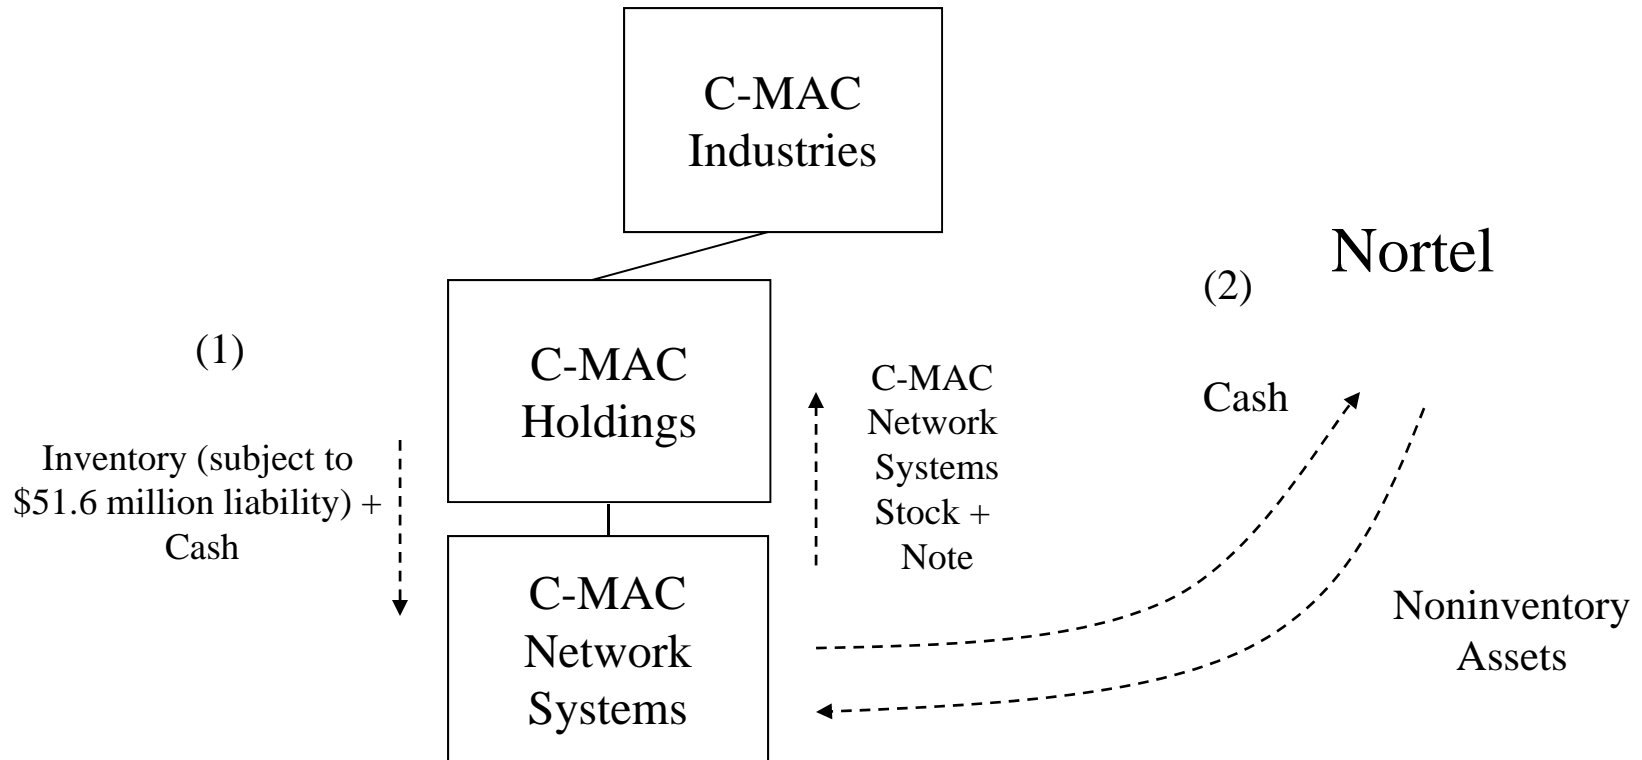 C-MAC
Industries
Nortel
(2)
(1)
C-MAC
Holdings
C-MAC
Network
Systems
Stock +
Note
Cash
Inventory (subject to
$51.6 million liability) +
Cash
C-MAC
Network
Systems
Noninventory
Assets